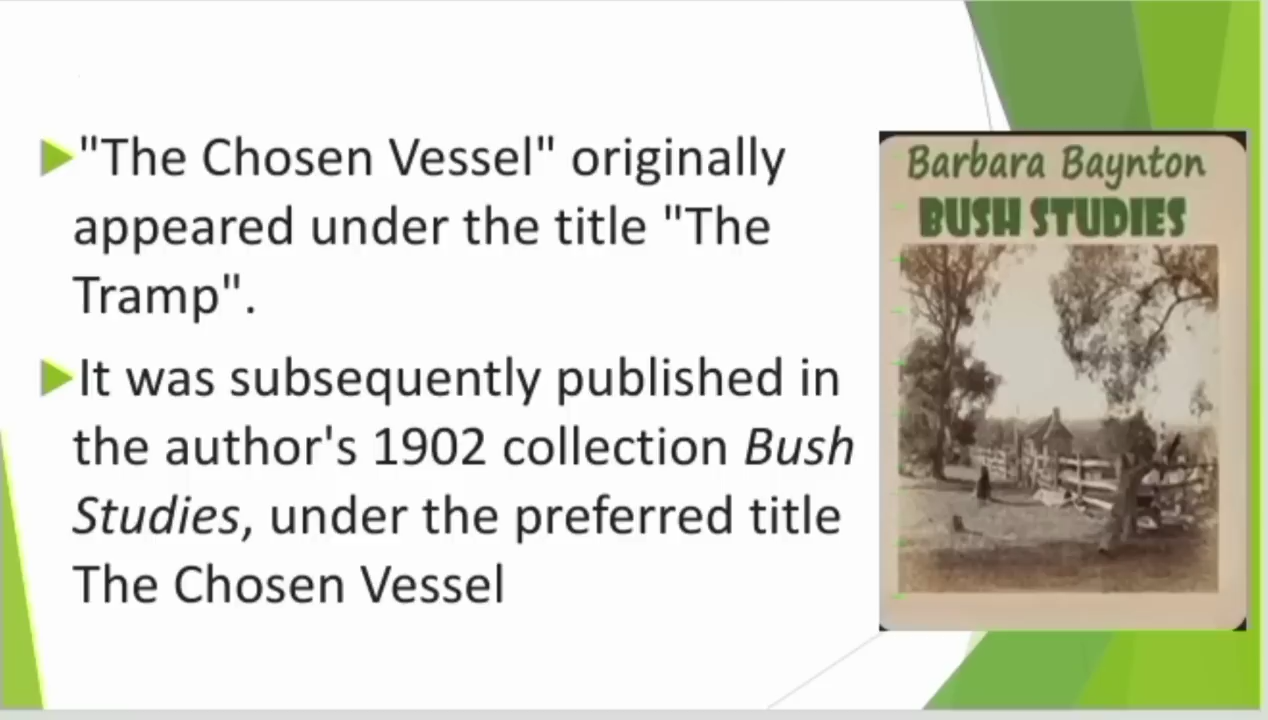 "The Chosen Vessel" originally
appeared under the title "The
Tramp".
It was subsequently published in
the author's 1902 collection Bush
Studies, under the preferred title
The Chosen Vessel
Barbara Baynton
BUSH STUDIES